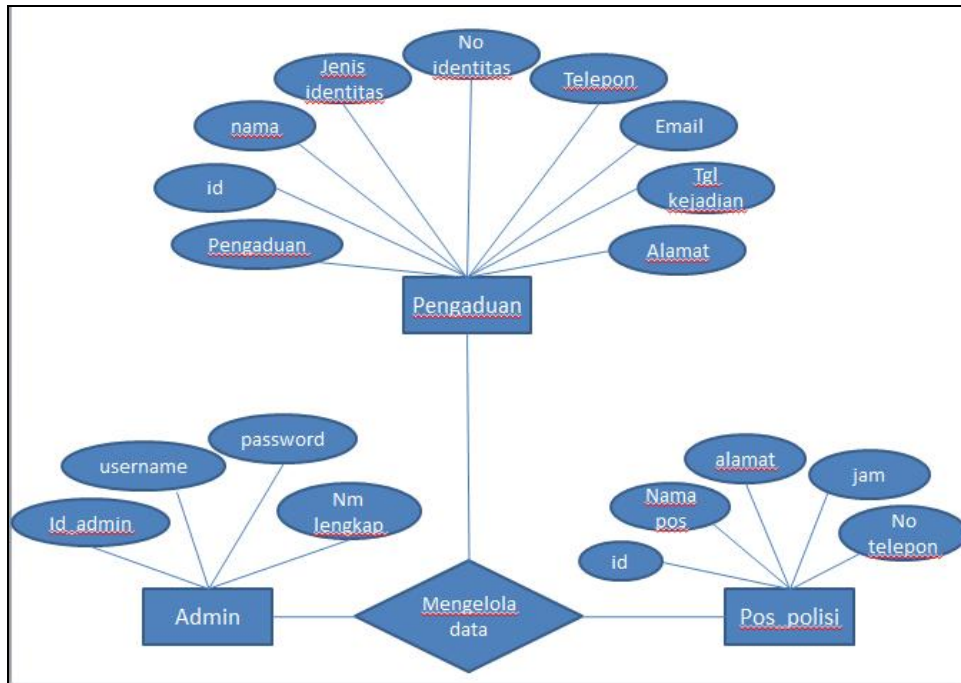 No
identitas
Jenis
identitas
Telepon
nama
Email
id
Tgl
kejadian
Pengaduan
Alamat
Pengaduan
password
username
alamat
jam
Nm
lengkap
Nama
pos
Id_admin
No
telepon
id
Admin
Mengelola
data
Pos_polisi